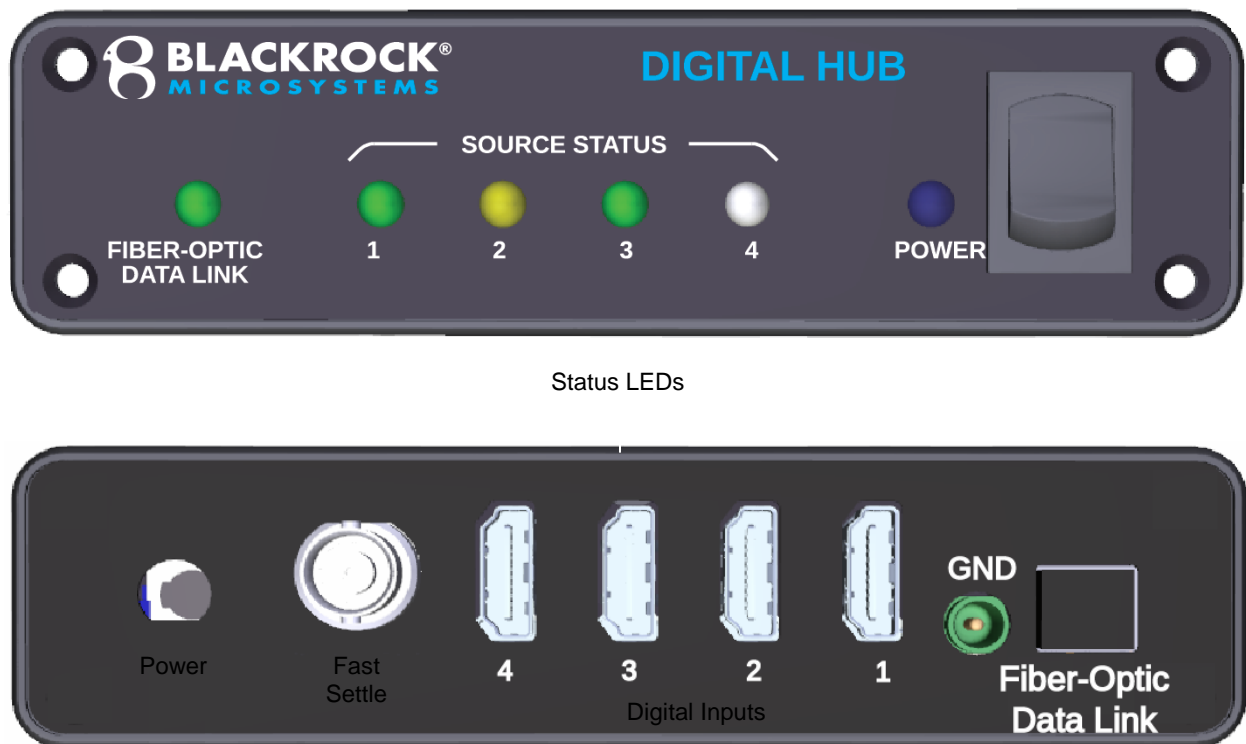 BLACKROCK®
MICROSYSTEMS
DIGITAL HUB
SOURCE STATUS
FIBER-OPTIC
DATA LINK
1
2
3
4
POWER
Status LEDs
Power
Fast
Settle
4
3
2
1
Digital Inputs
GND
Fiber-Optic
Data Link